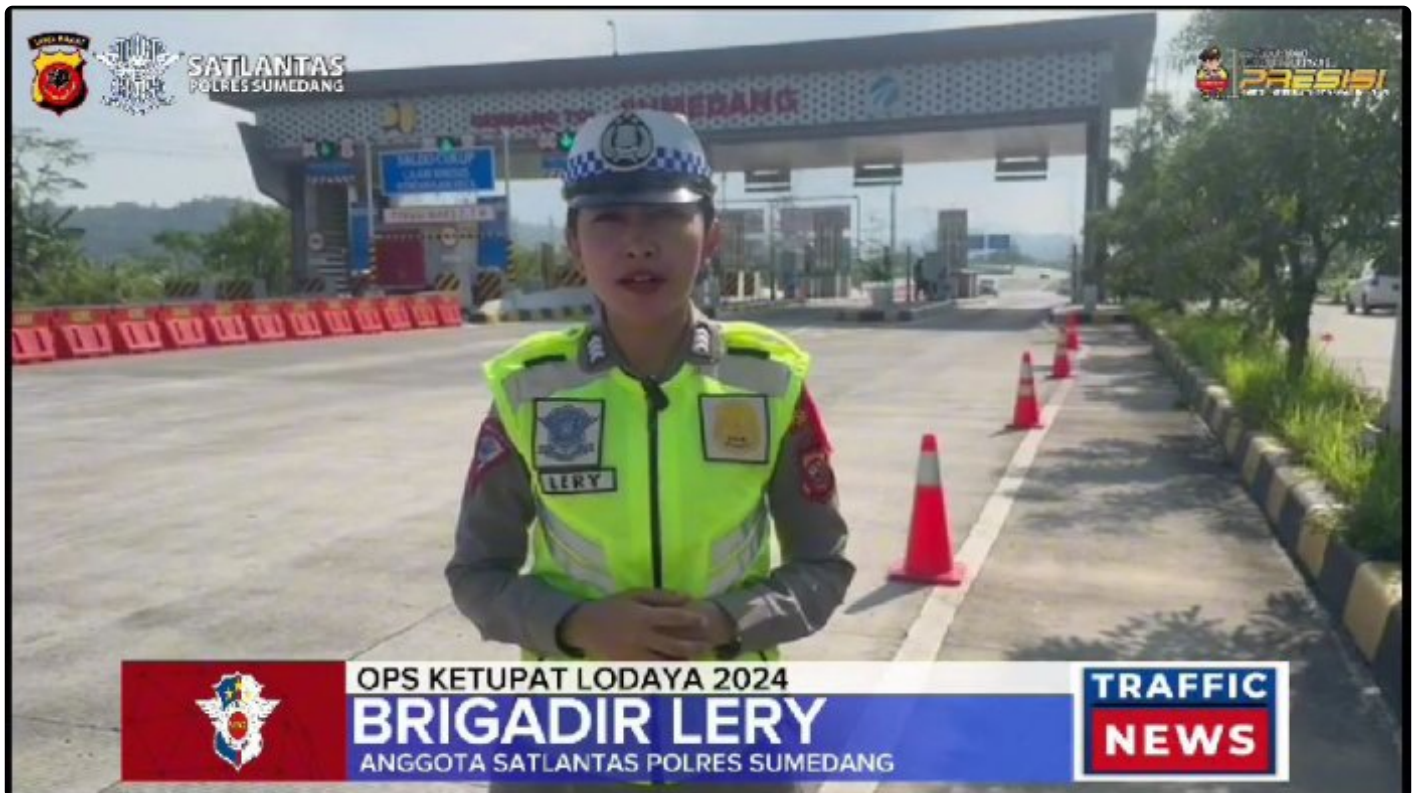 SATLANTAS
POLRES SUMEDANG
PRESISI
SUMEDANG
SALDO CUKUP
LERY
OPS KETUPAT LODAYA 2024
BRIGADIR LERY
ANGGOTA SATLANTAS POLRES SUMEDANG
TRAFFIC
NEWS